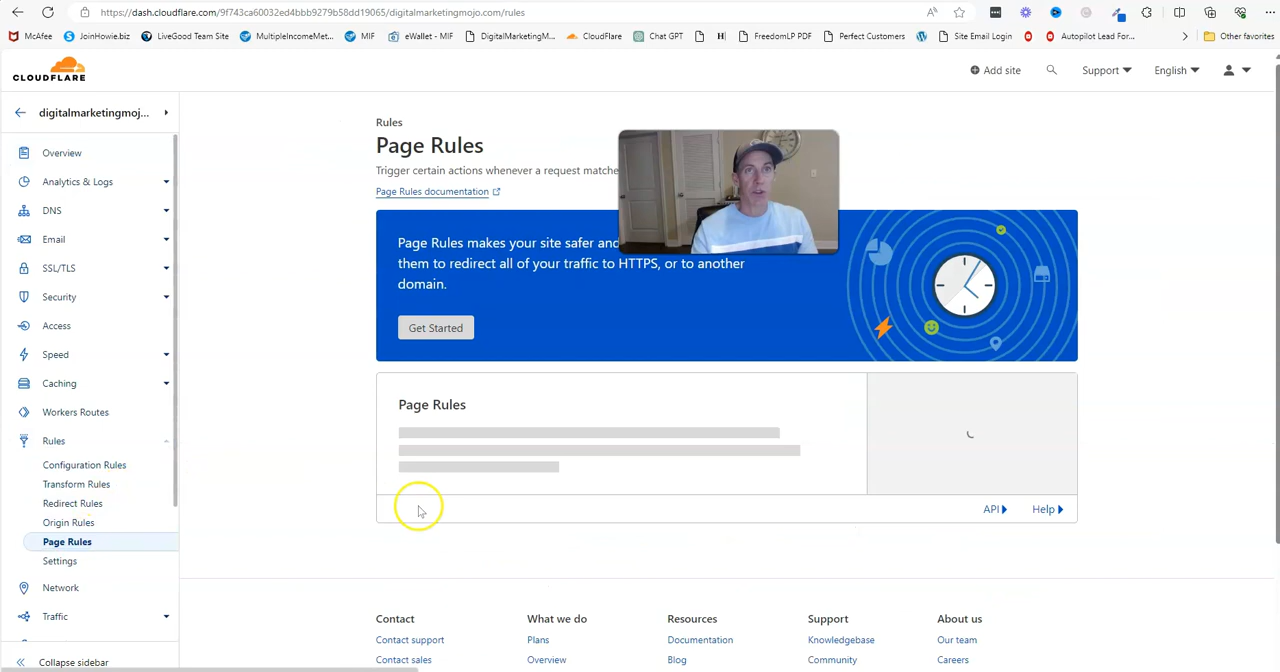 https://dash.cloudflare.com/9f743ca60032ed4bbb9279b58dd19065/digitalmarketingmojo.com/rules
McAfee
JoinHowie.biz
LiveGood Team Site
MultipleIncomeMet...
MIF
eWallet - MIF
DigitalMarketingM...
CloudFlare
Chat GPT
H
FreedomLP PDF
Perfect Customers
Site Email Login
Autopilot Lead For...
Other favorites
CLOUDFLARE
Add site
Support
English
digitalmarketingmoj...
Overview
Analytics & Logs
DNS
Email
SSL/TLS
Security
Access
Speed
Caching
Workers Routes
Rules
Configuration Rules
Transform Rules
Redirect Rules
Origin Rules
Page Rules
Settings
Network
Traffic
Collapse sidebar
Rules
Page Rules
Trigger certain actions whenever a request matche
Page Rules documentation
Page Rules makes your site safer and
them to redirect all of your traffic to HTTPS, or to another
domain.
Get Started
Page Rules
API
Help
Contact
Contact support
Contact sales
What we do
Plans
Overview
Resources
Documentation
Blog
Support
Knowledgebase
Community
About us
Our team
Careers